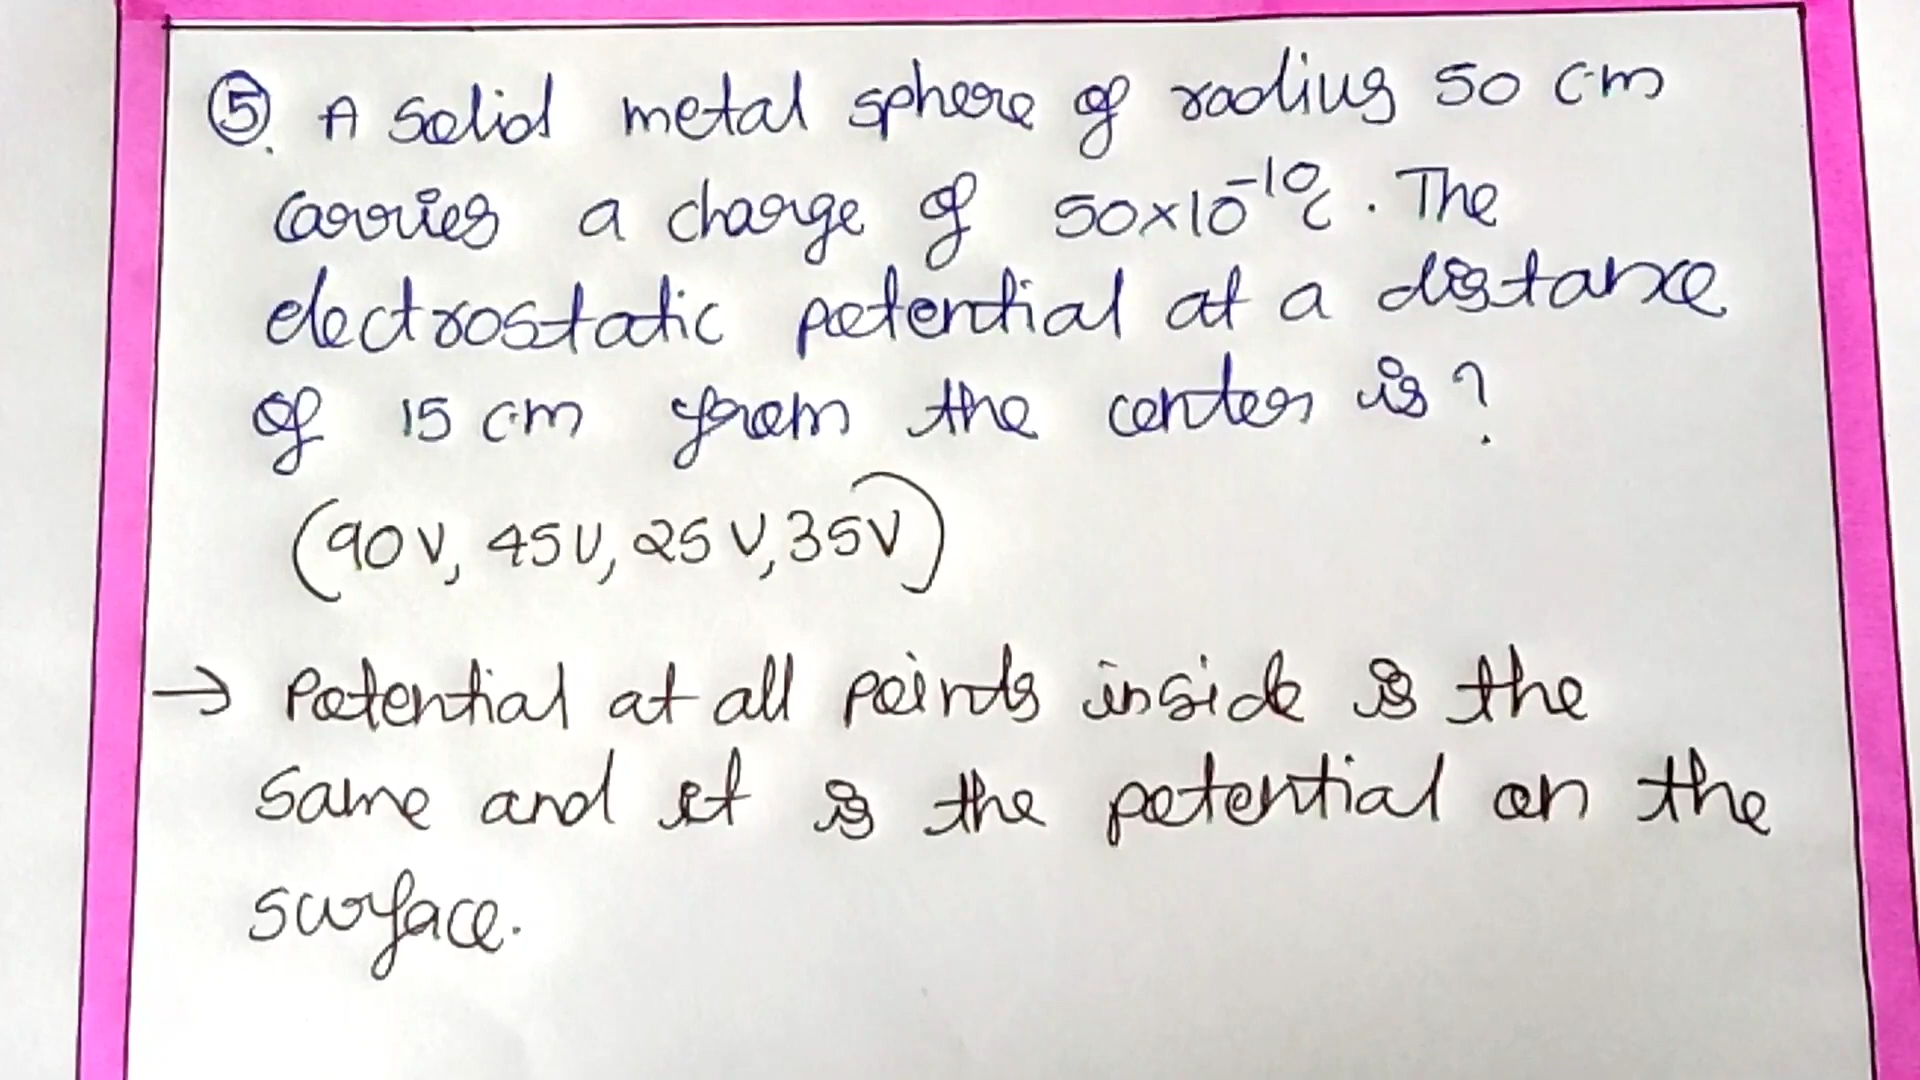 ⑤. A solid metal sphere of radius 50 cm
carries a charge of 50×10⁻¹⁰C. The
electrostatic potential at a distance
of 15 cm from the center is?
(90V, 45V, 25V, 35V)
→ Potential at all points inside is the
same and it is the potential on the
surface.